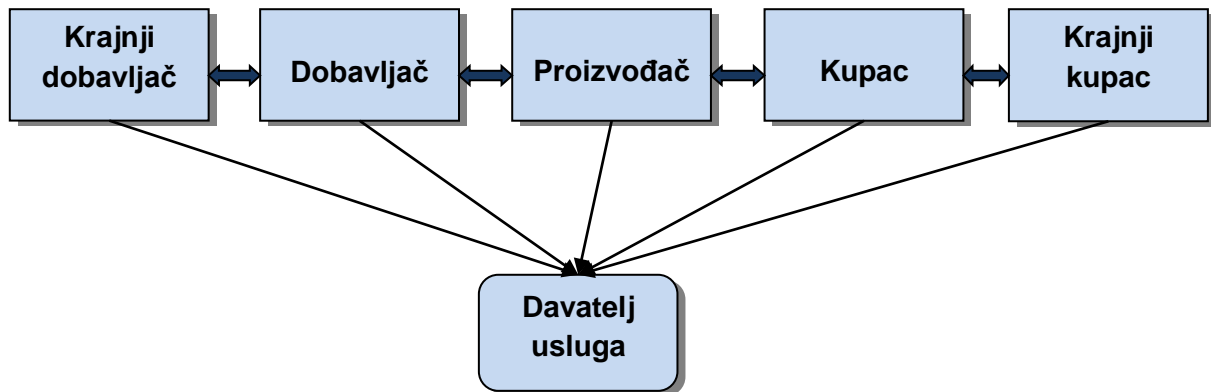 Krajnji
dobavljač
Dobavljač
Proizvođač
Kupac
Krajnji
kupac
Davatelj
usluga